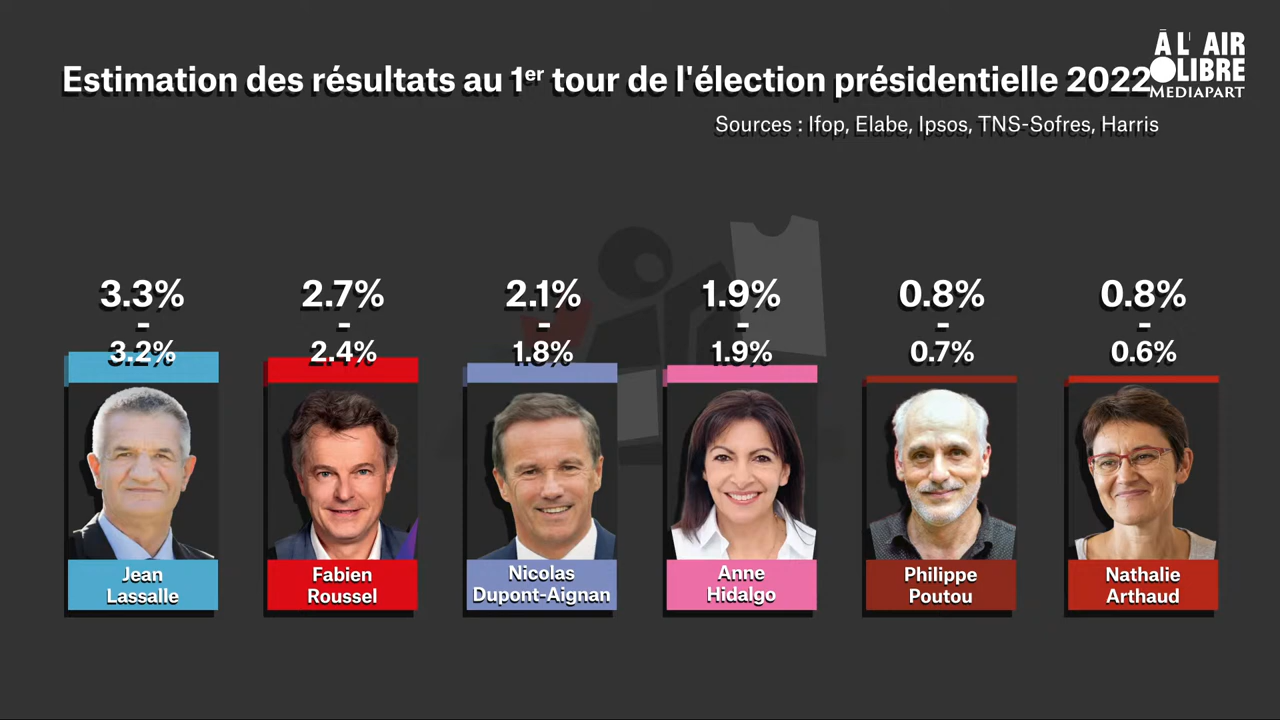 À L' AIR
LIBRE
MEDIAPART
Estimation des résultats au 1er tour de l'élection présidentielle 2022
Sources : Ifop, Elabe, Ipsos, TNS-Sofres, Harris
3.3%
-
3.2%
2.7%
-
2.4%
2.1%
-
1.8%
1.9%
-
1.9%
0.8%
-
0.7%
0.8%
-
0.6%
Jean
Lassalle
Fabien
Roussel
Nicolas
Dupont-Aignan
Anne
Hidalgo
Philippe
Poutou
Nathalie
Arthaud